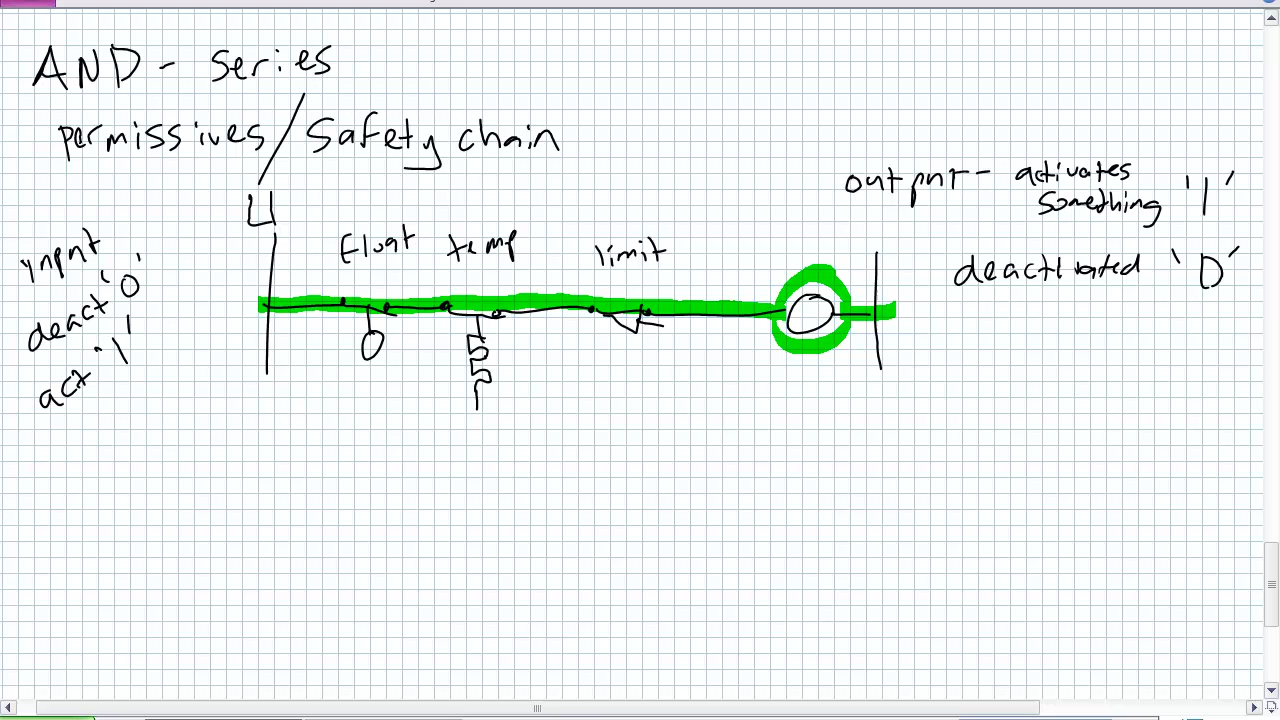 AND - series
permissives / Safety chain
output - activates something '1'
deactivated '0'
input
deact '0'
act '1'
float temp limit